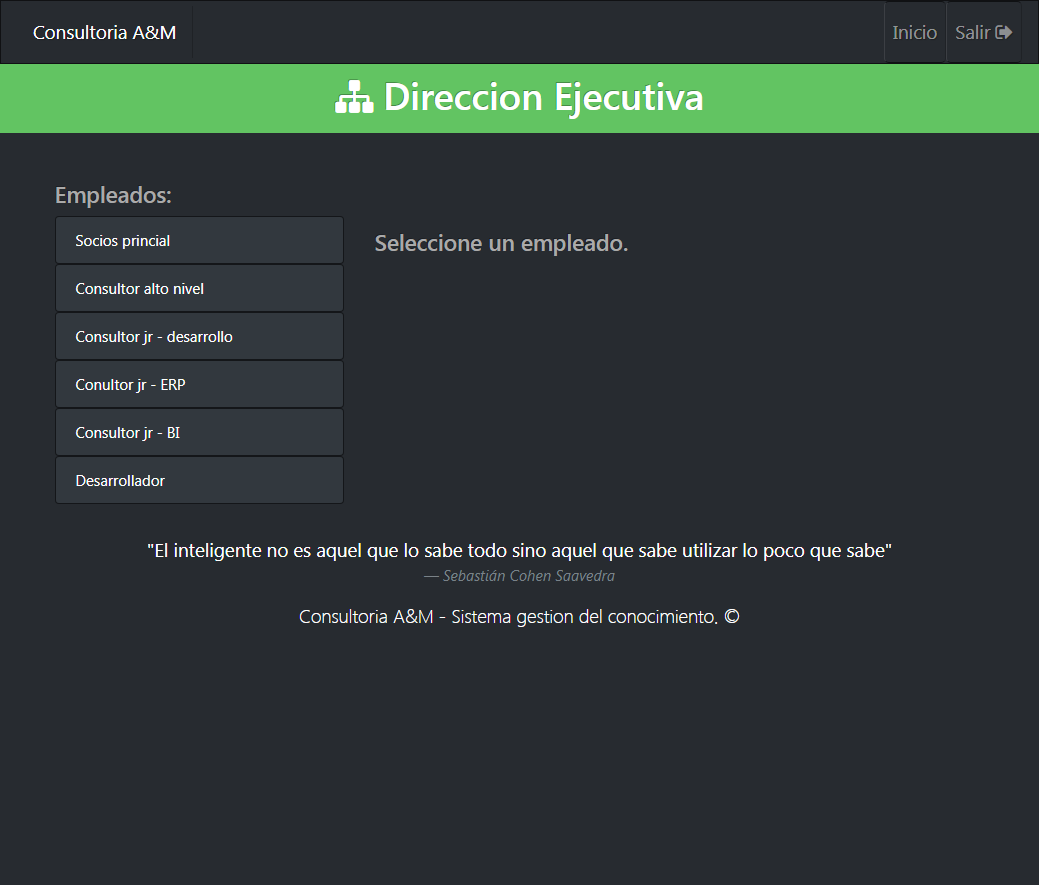 Consultoria A&M
Inicio
Salir
Direccion Ejecutiva
Empleados:
Socios princial
Seleccione un empleado.
Consultor alto nivel
Consultor jr - desarrollo
Conultor jr - ERP
Consultor jr - BI
Desarrollador
"El inteligente no es aquel que lo sabe todo sino aquel que sabe utilizar lo poco que sabe"
— Sebastián Cohen Saavedra
Consultoria A&M - Sistema gestion del conocimiento. ©